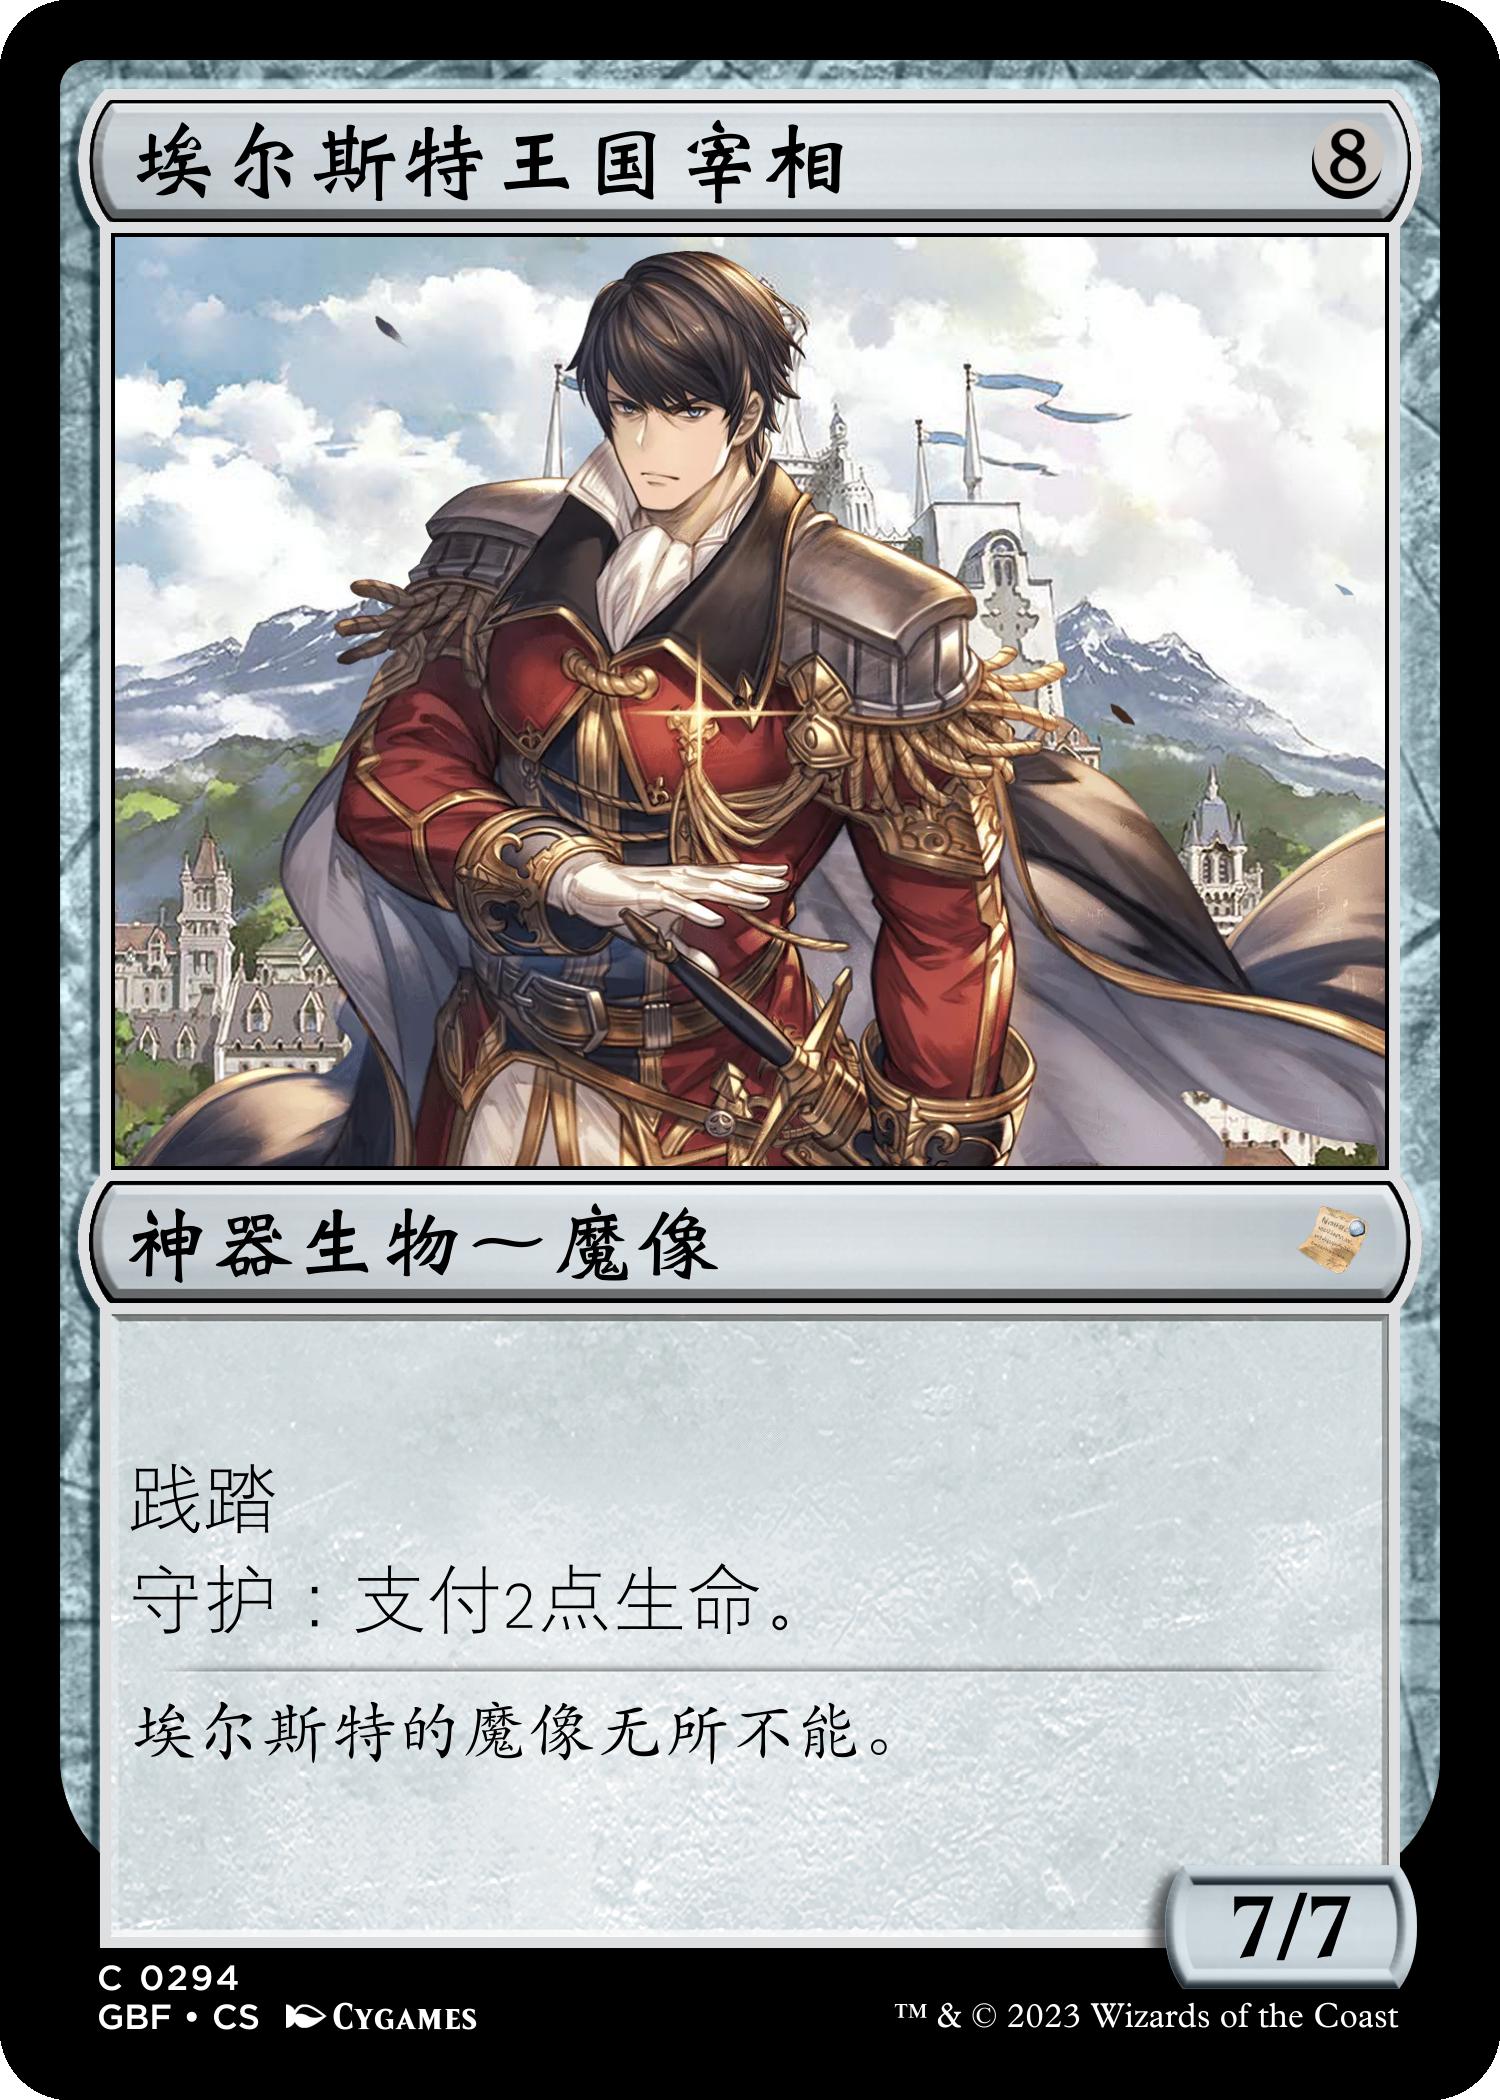 埃尔斯特王国宰相
8
神器生物～魔像
践踏
守护：支付2点生命。
埃尔斯特的魔像无所不能。
7/7
C 0294
GBF • CS CYGAMES
™ & © 2023 Wizards of the Coast